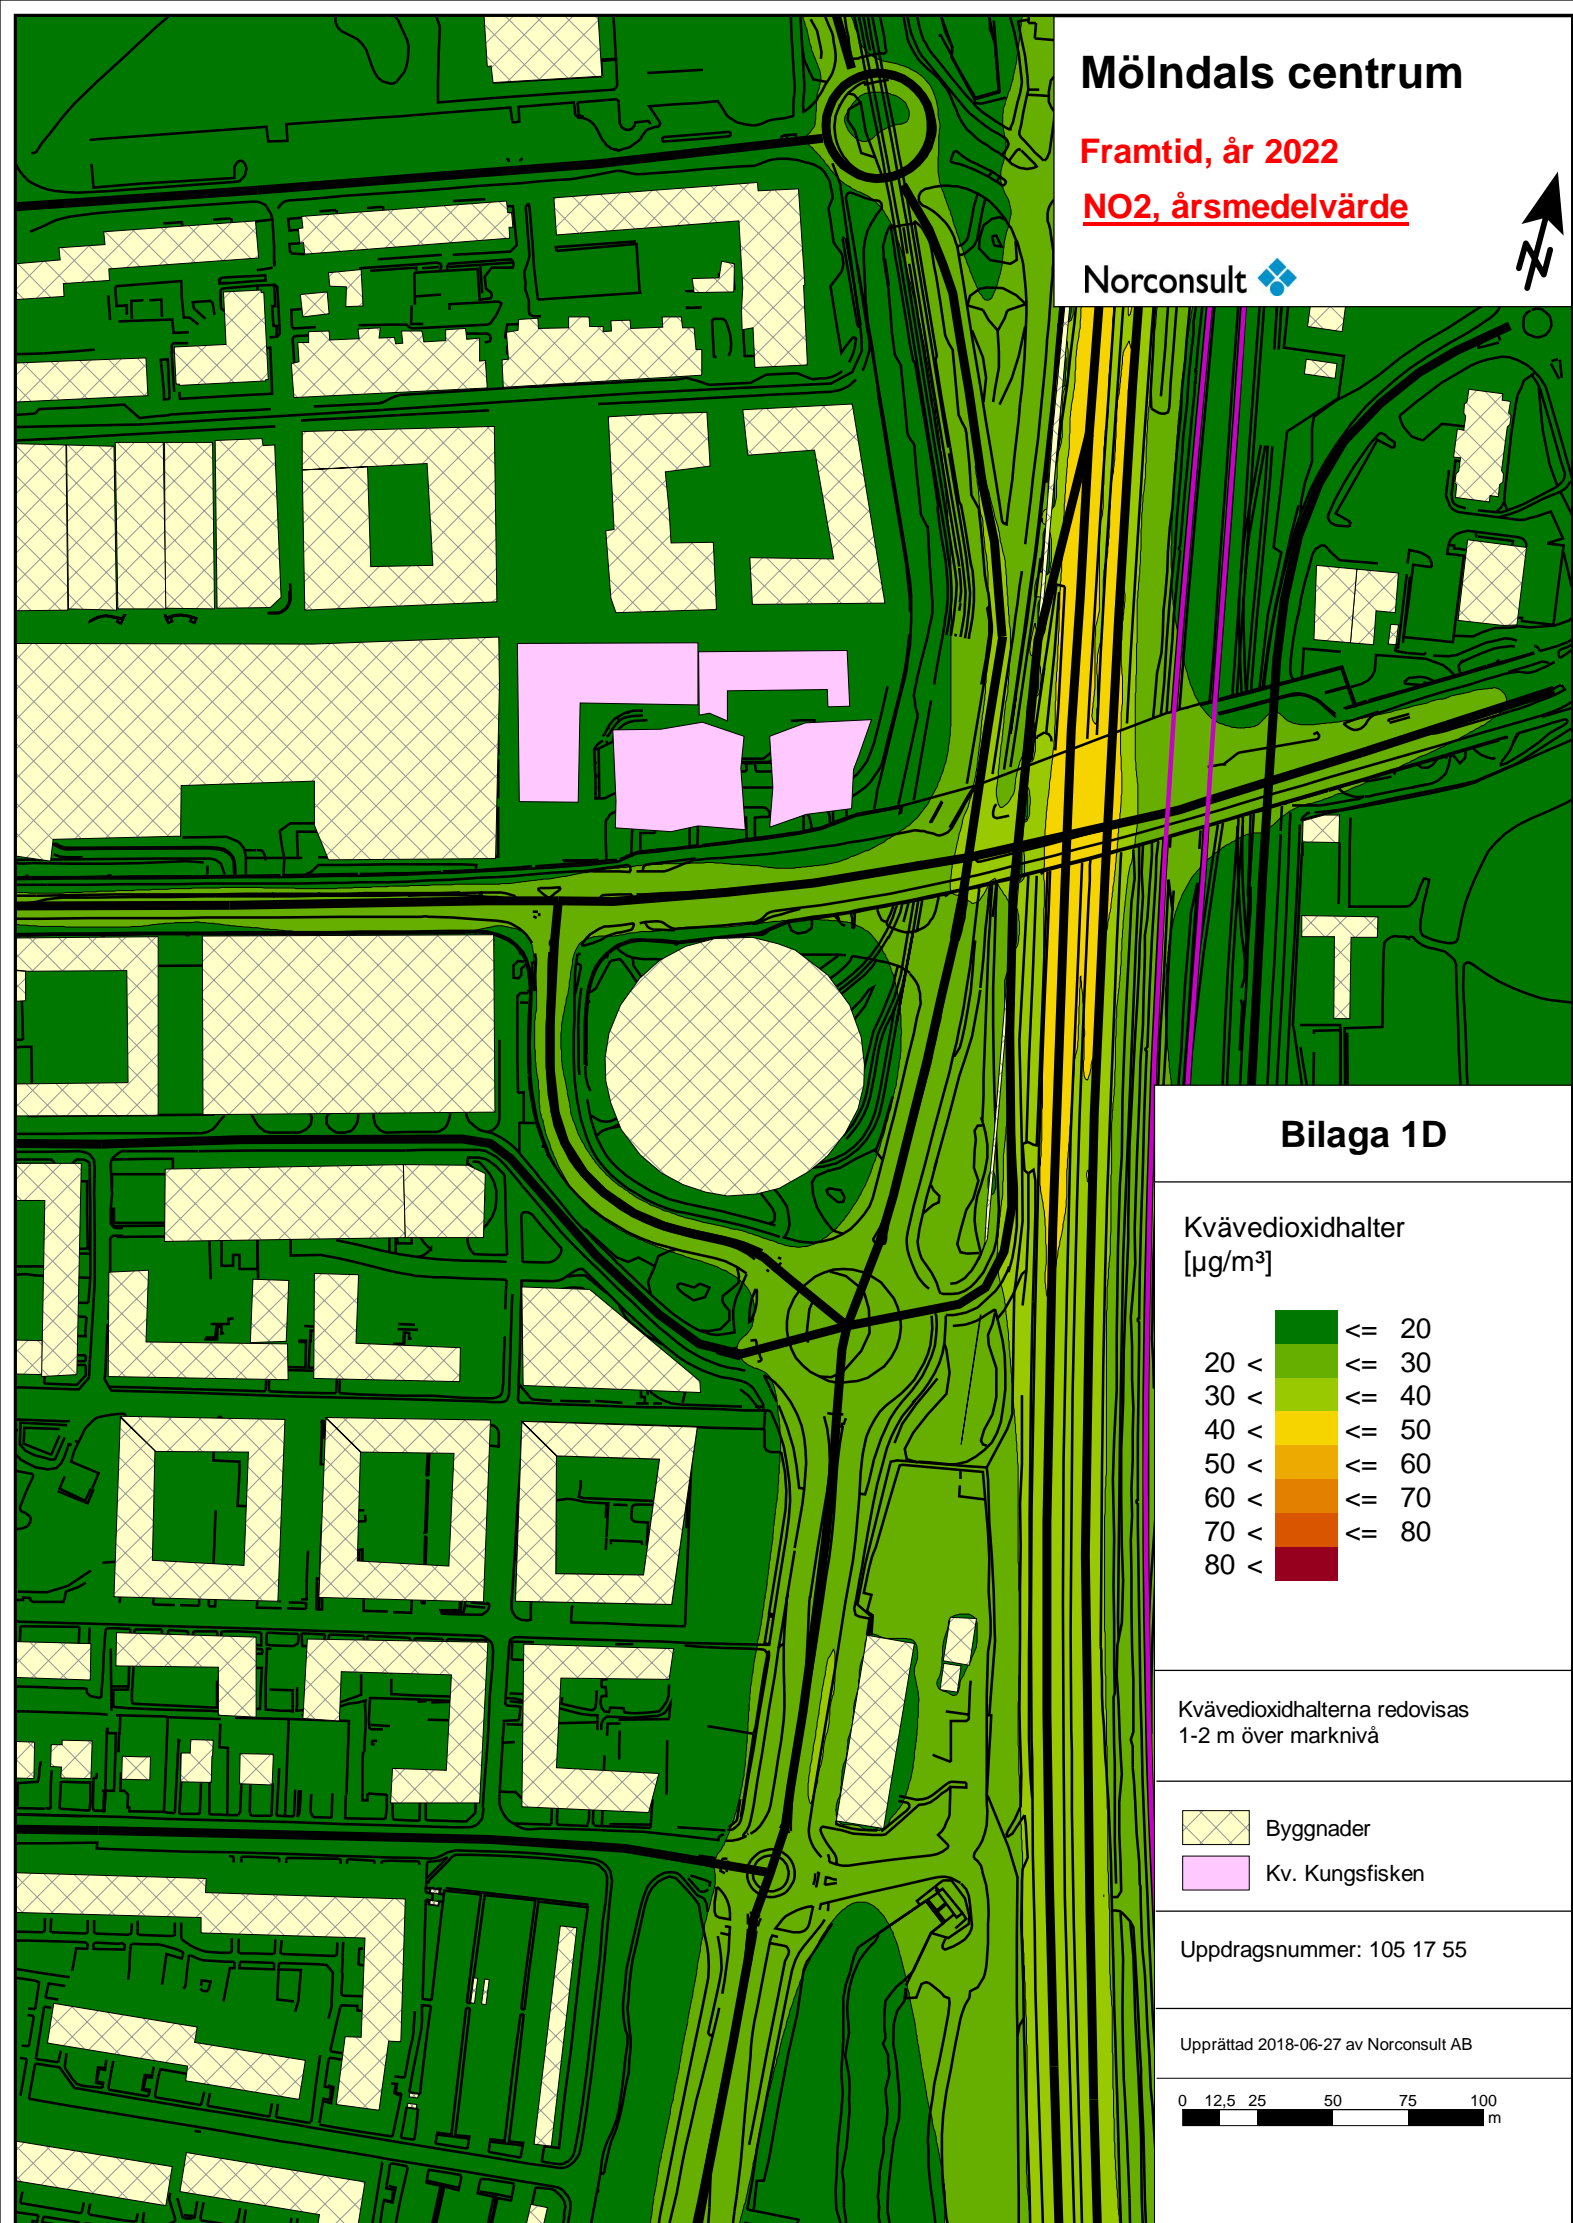 Mölndals centrum
Framtid, år 2022
NO2, årsmedelvärde
Norconsult
N
Bilaga 1D
Kvävedioxidhalter
[µg/m³]
<= 20
20 < <= 30
30 < <= 40
40 < <= 50
50 < <= 60
60 < <= 70
70 < <= 80
80 <
Kvävedioxidhalterna redovisas
1-2 m över marknivå
Byggnader
Kv. Kungsfisken
Uppdragsnummer: 105 17 55
Upprättad 2018-06-27 av Norconsult AB
0 12,5 25 50 75 100
m